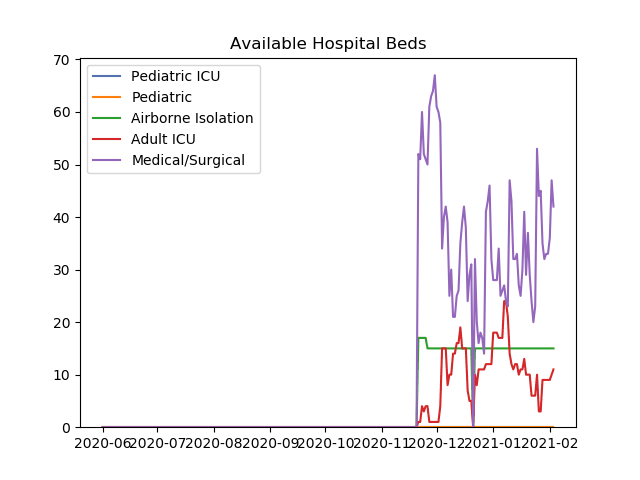 Available Hospital Beds
70
60
50
40
30
20
10
0
Pediatric ICU
Pediatric
Airborne Isolation
Adult ICU
Medical/Surgical
2020-06 2020-07 2020-08 2020-09 2020-10 2020-11 2020-12 2021-01 2021-02